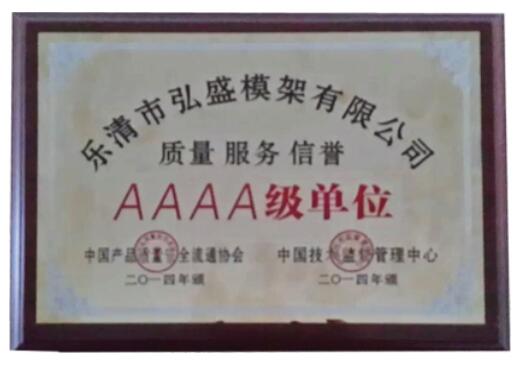 乐清市弘盛模架有限公司
质量 服务 信誉
AAAA级单位
中国产品质量安全流通协会 中国技术监督管理中心
二〇一四年颁 二〇一四年颁